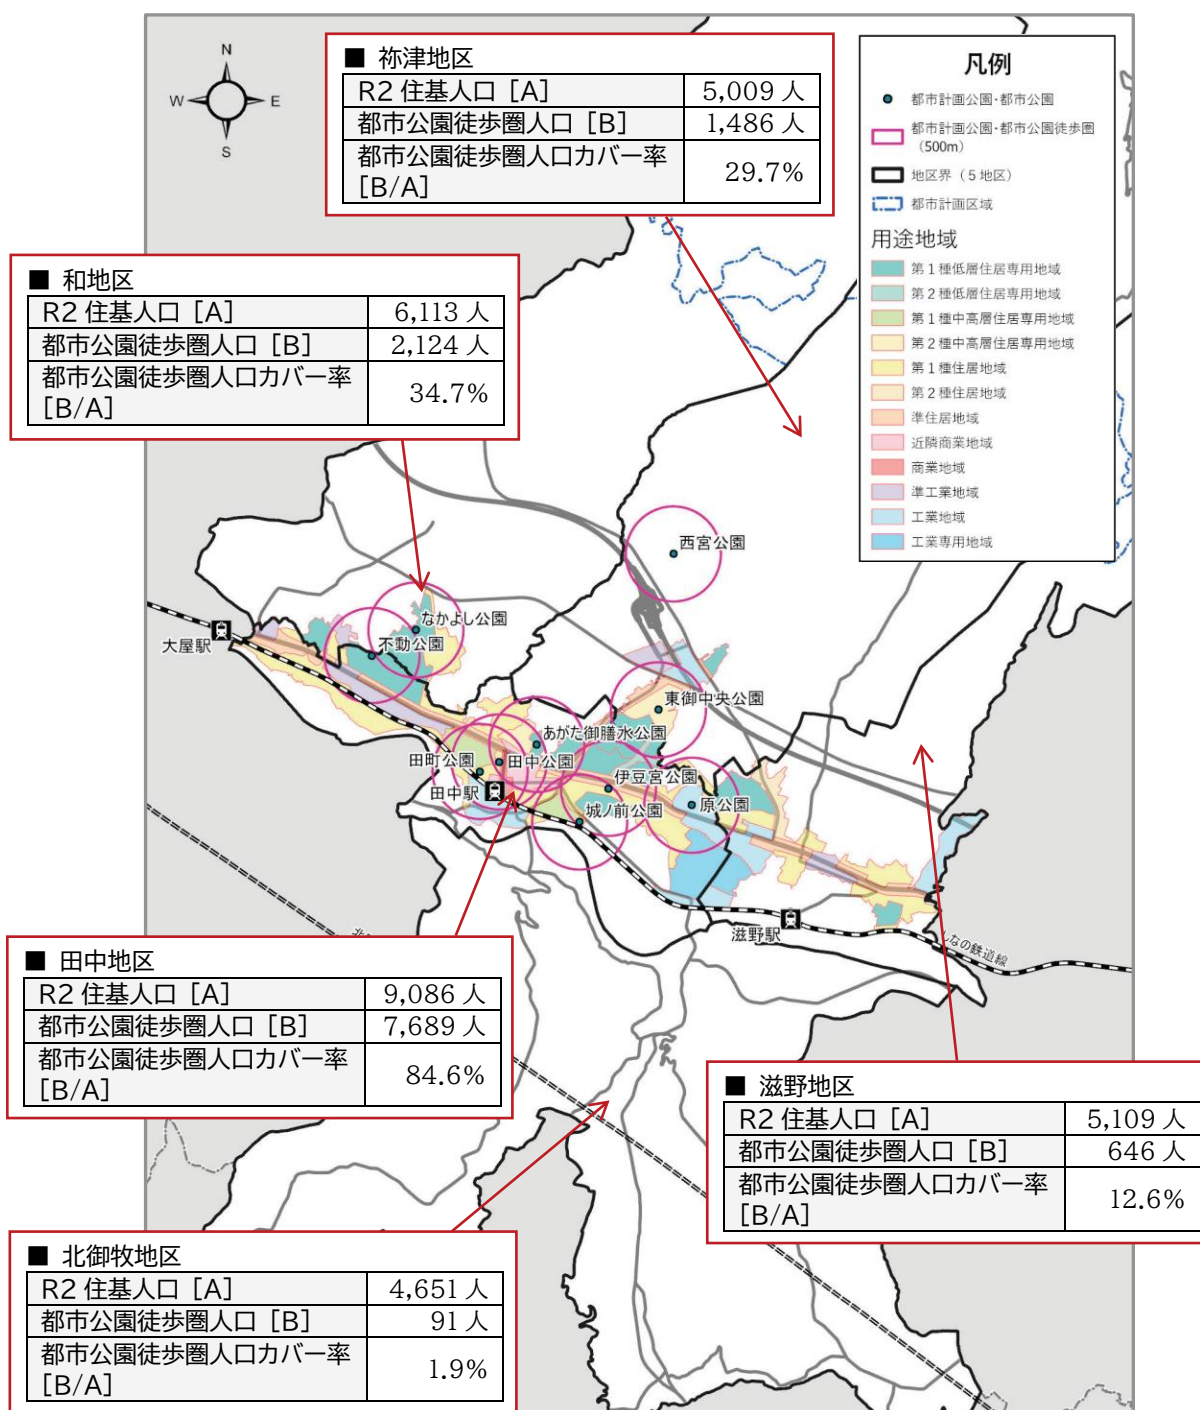 N
W
E
S
■ 祢津地区
R2 住基人口［A］ 5,009 人
都市公園徒歩圏人口［B］ 1,486 人
都市公園徒歩圏人口カバー率
［B/A］ 29.7%
凡例
都市計画公園・都市公園
都市計画公園・都市公園徒歩圏
（500m）
地区界（５地区）
都市計画区域
用途地域
第１種低層住居専用地域
第２種低層住居専用地域
第１種中高層住居専用地域
第２種中高層住居専用地域
第１種住居地域
第２種住居地域
準住居地域
近隣商業地域
商業地域
準工業地域
工業地域
工業専用地域
■ 和地区
R2 住基人口［A］ 6,113 人
都市公園徒歩圏人口［B］ 2,124 人
都市公園徒歩圏人口カバー率
［B/A］ 34.7%
西宮公園
なかよし公園
大屋駅
不動公園
東御中央公園
あがた御膳水公園
田町公園
田中公園
田中駅
伊豆宮公園
城ノ前公園
原公園
滋野駅
しなの鉄道線
■ 田中地区
R2 住基人口［A］ 9,086 人
都市公園徒歩圏人口［B］ 7,689 人
都市公園徒歩圏人口カバー率
［B/A］ 84.6%
■ 滋野地区
R2 住基人口［A］ 5,109 人
都市公園徒歩圏人口［B］ 646 人
都市公園徒歩圏人口カバー率
［B/A］ 12.6%
■ 北御牧地区
R2 住基人口［A］ 4,651 人
都市公園徒歩圏人口［B］ 91 人
都市公園徒歩圏人口カバー率
［B/A］ 1.9%